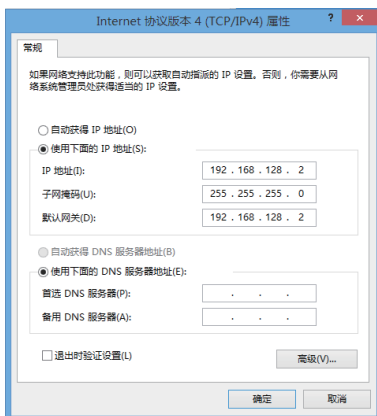 Internet 协议版本 4 (TCP/IPv4) 属性
?
×
常规
如果网络支持此功能，则可以获取自动指派的 IP 设置。否则，你需要从网
络系统管理员处获得适当的 IP 设置。
自动获得 IP 地址(O)
使用下面的 IP 地址(S):
IP 地址(I): 192 . 168 . 128 . 2
子网掩码(U): 255 . 255 . 255 . 0
默认网关(D): 192 . 168 . 128 . 2
自动获得 DNS 服务器地址(B)
使用下面的 DNS 服务器地址(E):
首选 DNS 服务器(P): . . .
备用 DNS 服务器(A): . . .
退出时验证设置(L)
高级(V)...
确定 取消